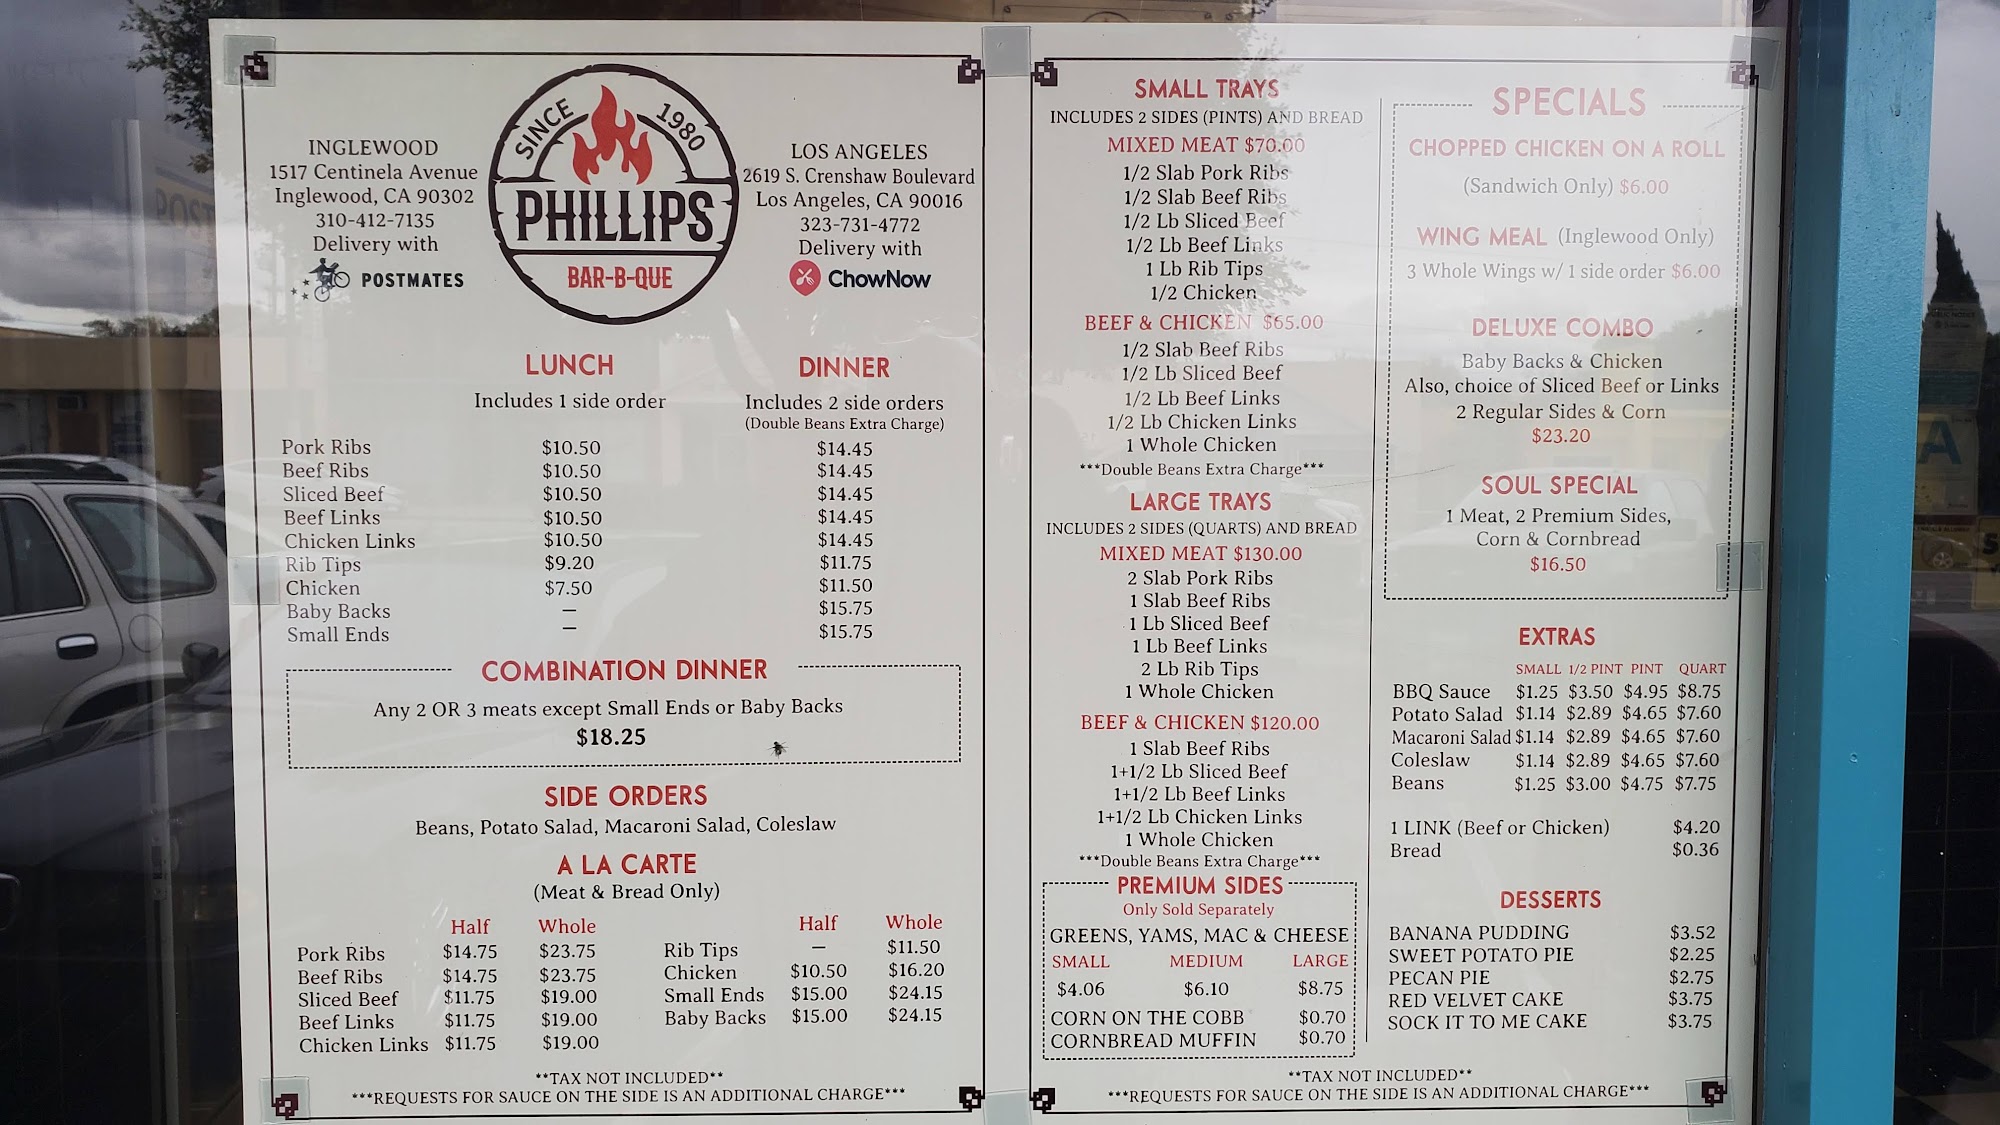 INGLEWOOD
1517 Centinela Avenue
Inglewood, CA 90302
310-412-7135
Delivery with
POSTMATES
SINCE 1980
PHILLIPS
BAR-B-QUE
LOS ANGELES
2619 S. Crenshaw Boulevard
Los Angeles, CA 90016
323-731-4772
Delivery with
ChowNow
LUNCH DINNER
Includes 1 side order Includes 2 side orders
(Double Beans Extra Charge)
Pork Ribs $10.50 $14.45
Beef Ribs $10.50 $14.45
Sliced Beef $10.50 $14.45
Beef Links $10.50 $14.45
Chicken Links $10.50 $14.45
Rib Tips $9.20 $11.75
Chicken $7.50 $11.50
Baby Backs – $15.75
Small Ends – $15.75
COMBINATION DINNER
Any 2 OR 3 meats except Small Ends or Baby Backs
$18.25
SIDE ORDERS
Beans, Potato Salad, Macaroni Salad, Coleslaw
A LA CARTE
(Meat & Bread Only)
Half Whole
Pork Ribs $14.75 $23.75
Beef Ribs $14.75 $23.75
Sliced Beef $11.75 $19.00
Beef Links $11.75 $19.00
Chicken Links $11.75 $19.00
Half Whole
Rib Tips – $11.50
Chicken $10.50 $16.20
Small Ends $15.00 $24.15
Baby Backs $15.00 $24.15
**TAX NOT INCLUDED**
***REQUESTS FOR SAUCE ON THE SIDE IS AN ADDITIONAL CHARGE***
SMALL TRAYS
INCLUDES 2 SIDES (PINTS) AND BREAD
MIXED MEAT $70.00
1/2 Slab Pork Ribs
1/2 Slab Beef Ribs
1/2 Lb Sliced Beef
1/2 Lb Beef Links
1 Lb Rib Tips
1/2 Chicken
BEEF & CHICKEN $65.00
1/2 Slab Beef Ribs
1/2 Lb Sliced Beef
1/2 Lb Beef Links
1/2 Lb Chicken Links
1 Whole Chicken
***Double Beans Extra Charge***
LARGE TRAYS
INCLUDES 2 SIDES (QUARTS) AND BREAD
MIXED MEAT $130.00
2 Slab Pork Ribs
1 Slab Beef Ribs
1 Lb Sliced Beef
1 Lb Beef Links
2 Lb Rib Tips
1 Whole Chicken
BEEF & CHICKEN $120.00
1 Slab Beef Ribs
1+1/2 Lb Sliced Beef
1+1/2 Lb Beef Links
1+1/2 Lb Chicken Links
1 Whole Chicken
***Double Beans Extra Charge***
PREMIUM SIDES
Only Sold Separately
GREENS, YAMS, MAC & CHEESE
SMALL MEDIUM LARGE
$4.06 $6.10 $8.75
CORN ON THE COBB $0.70
CORNBREAD MUFFIN $0.70
SPECIALS
CHOPPED CHICKEN ON A ROLL
(Sandwich Only) $6.00
WING MEAL (Inglewood Only)
3 Whole Wings w/ 1 side order $6.00
DELUXE COMBO
Baby Backs & Chicken
Also, choice of Sliced Beef or Links
2 Regular Sides & Corn
$23.20
SOUL SPECIAL
1 Meat, 2 Premium Sides,
Corn & Cornbread
$16.50
EXTRAS
SMALL 1/2 PINT PINT QUART
BBQ Sauce $1.25 $3.50 $4.95 $8.75
Potato Salad $1.14 $2.89 $4.65 $7.60
Macaroni Salad $1.14 $2.89 $4.65 $7.60
Coleslaw $1.14 $2.89 $4.65 $7.60
Beans $1.25 $3.00 $4.75 $7.75
1 LINK (Beef or Chicken) $4.20
Bread $0.36
DESSERTS
BANANA PUDDING $3.52
SWEET POTATO PIE $2.25
PECAN PIE $2.75
RED VELVET CAKE $3.75
SOCK IT TO ME CAKE $3.75
**TAX NOT INCLUDED**
***REQUESTS FOR SAUCE ON THE SIDE IS AN ADDITIONAL CHARGE***
A